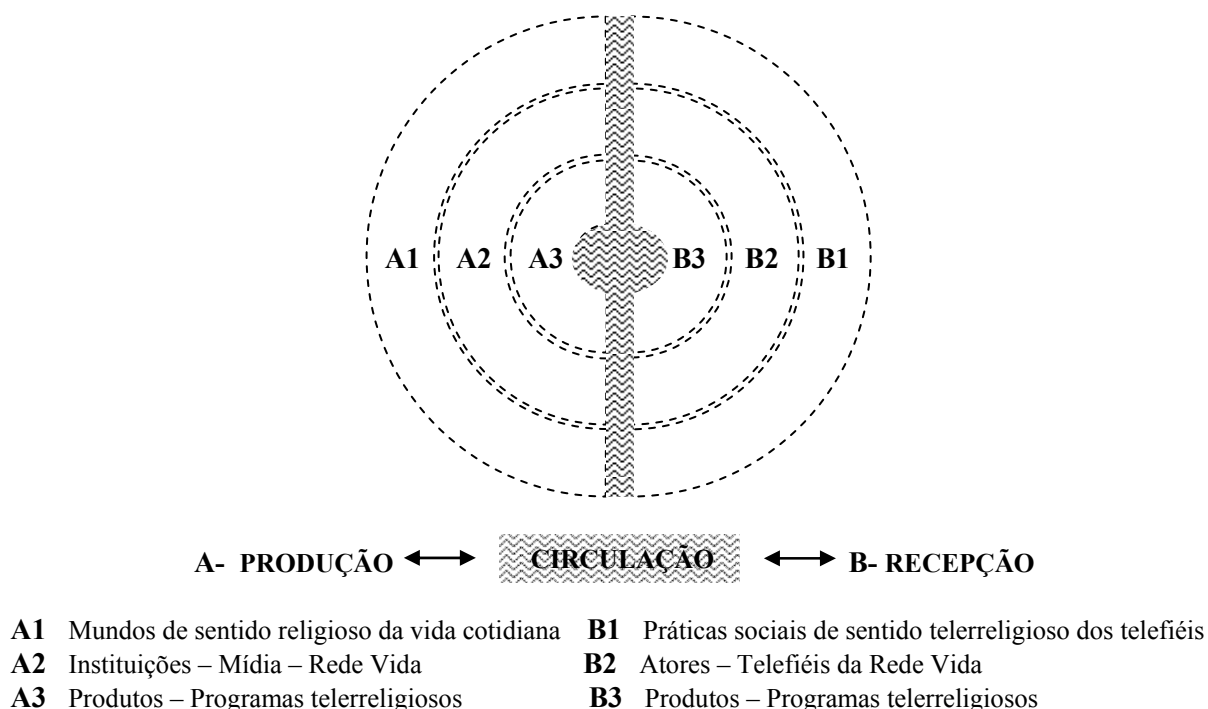 A1 A2 A3 B3 B2 B1
A- PRODUÇÃO CIRCULAÇÃO B- RECEPÇÃO
A1 Mundos de sentido religioso da vida cotidiana B1 Práticas sociais de sentido telerreligioso dos telefiéis
A2 Instituições – Mídia – Rede Vida B2 Atores – Telefiéis da Rede Vida
A3 Produtos – Programas telerreligiosos B3 Produtos – Programas telerreligiosos